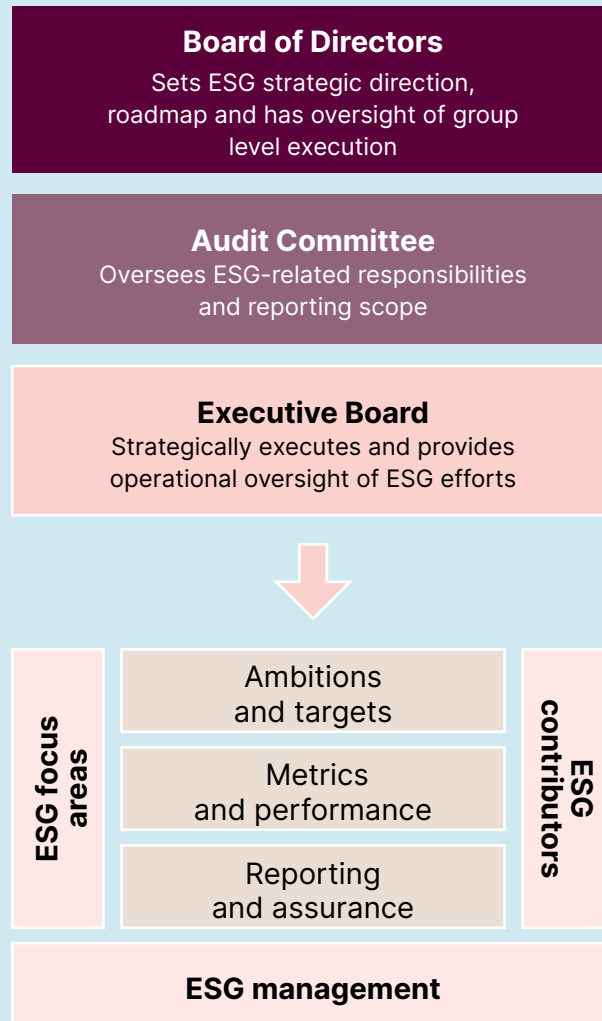 Board of Directors
Sets ESG strategic direction,
roadmap and has oversight of group
level execution
Audit Committee
Oversees ESG-related responsibilities
and reporting scope
Executive Board
Strategically executes and provides
operational oversight of ESG efforts
ESG focus
areas
Ambitions
and targets
Metrics
and performance
Reporting
and assurance
ESG
contributors
ESG management